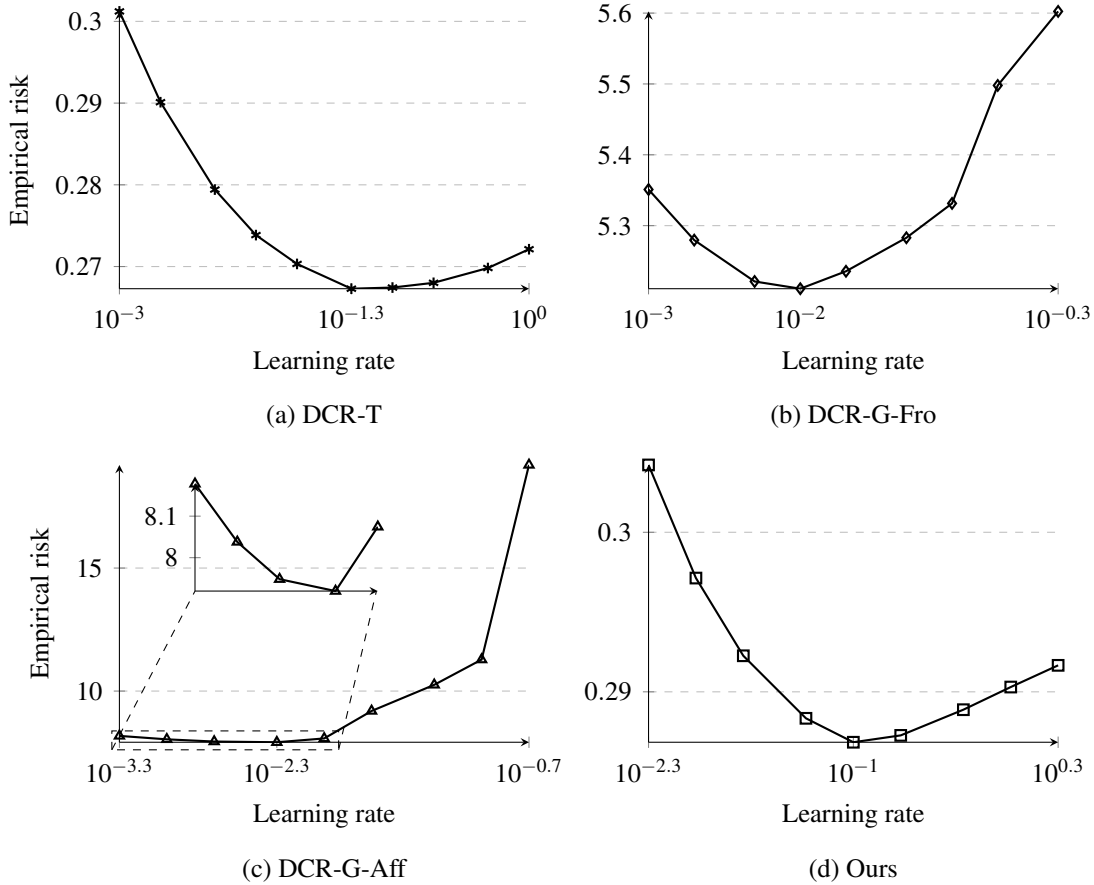 0.3
0.29
0.28
0.27
Empirical risk
10^{-3}
10^{-1.3}
10^{0}
Learning rate
(a) DCR-T
5.6
5.5
5.4
5.3
10^{-3}
10^{-2}
10^{-0.3}
Learning rate
(b) DCR-G-Fro
15
10
8.1
8
Empirical risk
10^{-3.3}
10^{-2.3}
10^{-0.7}
Learning rate
(c) DCR-G-Aff
0.3
0.29
10^{-2.3}
10^{-1}
10^{0.3}
Learning rate
(d) Ours